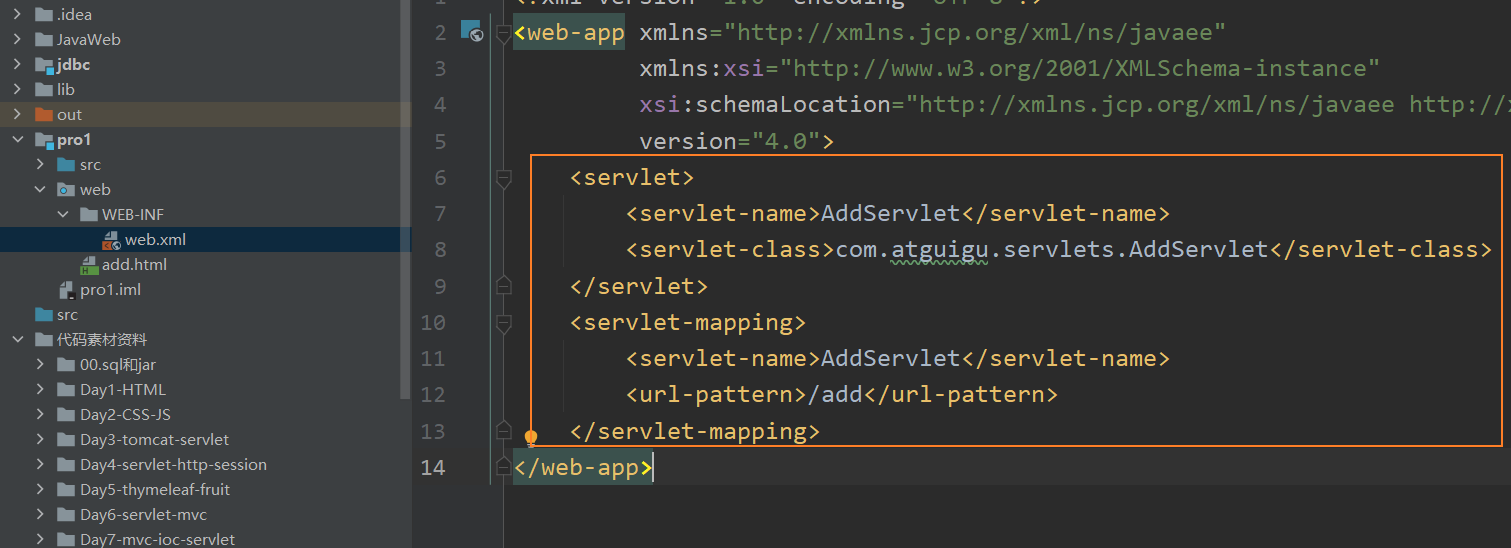 .idea
JavaWeb
jdbc
lib
out
pro1
src
web
WEB-INF
web.xml
add.html
pro1.iml
src
代码素材资料
00.sql和jar
Day1-HTML
Day2-CSS-JS
Day3-tomcat-servlet
Day4-servlet-http-session
Day5-thymeleaf-fruit
Day6-servlet-mvc
Day7-mvc-ioc-servlet
2 <web-app xmlns="http://xmlns.jcp.org/xml/ns/javaee"
3 xmlns:xsi="http://www.w3.org/2001/XMLSchema-instance"
4 xsi:schemaLocation="http://xmlns.jcp.org/xml/ns/javaee http://
5 version="4.0">
6 <servlet>
7 <servlet-name>AddServlet</servlet-name>
8 <servlet-class>com.atguigu.servlets.AddServlet</servlet-class>
9 </servlet>
10 <servlet-mapping>
11 <servlet-name>AddServlet</servlet-name>
12 <url-pattern>/add</url-pattern>
13 </servlet-mapping>
14 </web-app>